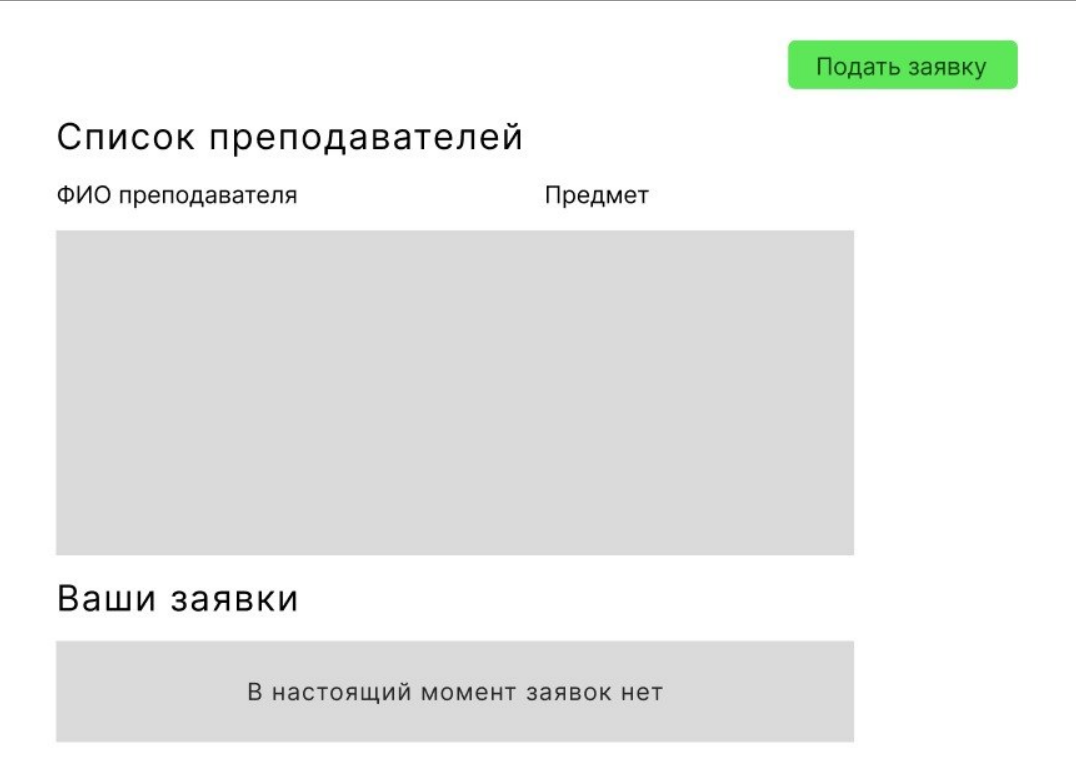 Подать заявку
Список преподавателей
ФИО преподавателя Предмет
Ваши заявки
В настоящий момент заявок нет